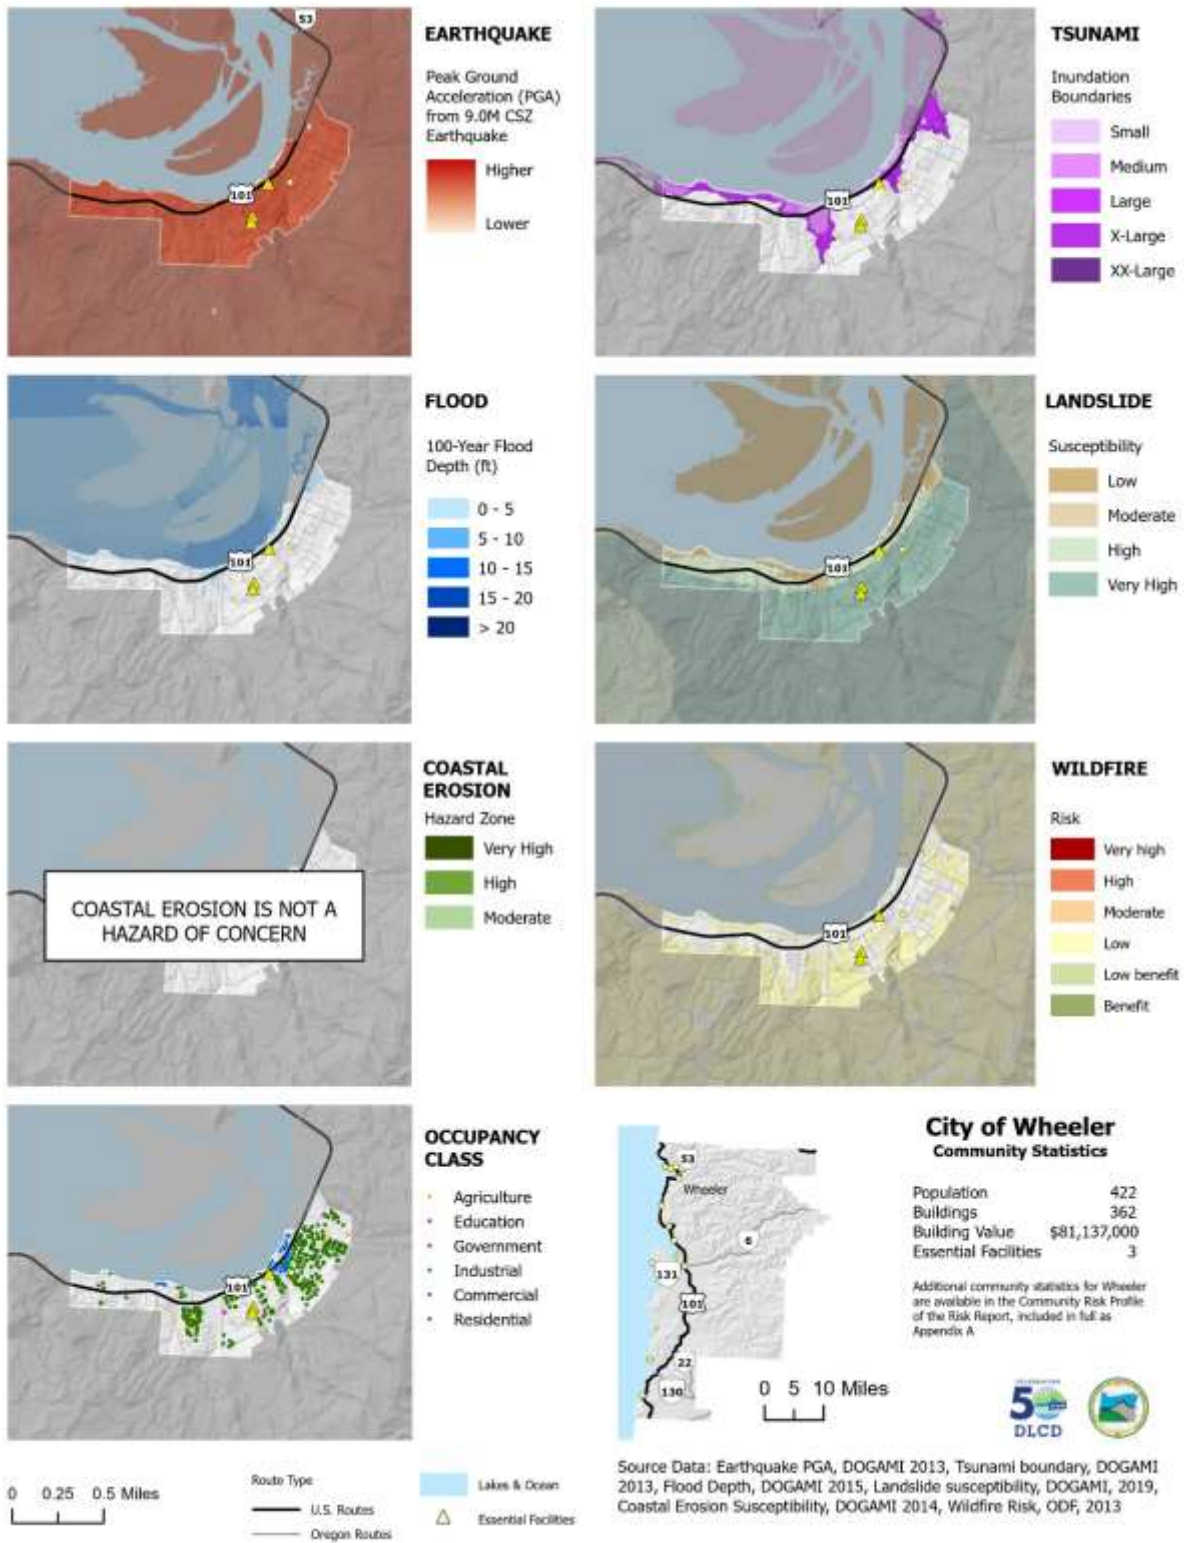 53
EARTHQUAKE
Peak Ground
Acceleration (PGA)
from 9.0M CSZ
Earthquake
Higher
Lower
101
TSUNAMI
Inundation
Boundaries
Small
Medium
Large
X-Large
XX-Large
101
FLOOD
100-Year Flood
Depth (ft)
0 - 5
5 - 10
10 - 15
15 - 20
> 20
101
LANDSLIDE
Susceptibility
Low
Moderate
High
Very High
101
COASTAL
EROSION
Hazard Zone
Very High
High
Moderate
COASTAL EROSION IS NOT A
HAZARD OF CONCERN
WILDFIRE
Risk
Very high
High
Moderate
Low
Low benefit
Benefit
101
OCCUPANCY
CLASS
Agriculture
Education
Government
Industrial
Commercial
Residential
101
53
Wheeler
6
131
101
22
130
0 5 10 Miles
City of Wheeler
Community Statistics
Population 422
Buildings 362
Building Value $81,137,000
Essential Facilities 3
Additional community statistics for Wheeler
are available in the Community Risk Profile
of the Risk Report, included in full as
Appendix A
50
DLCD
0 0.25 0.5 Miles
Route Type
U.S. Routes
Oregon Routes
Lakes & Ocean
Essential Facilities
Source Data: Earthquake PGA, DOGAMI 2013, Tsunami boundary, DOGAMI
2013, Flood Depth, DOGAMI 2015, Landslide susceptibility, DOGAMI, 2019,
Coastal Erosion Susceptibility, DOGAMI 2014, Wildfire Risk, ODF, 2013